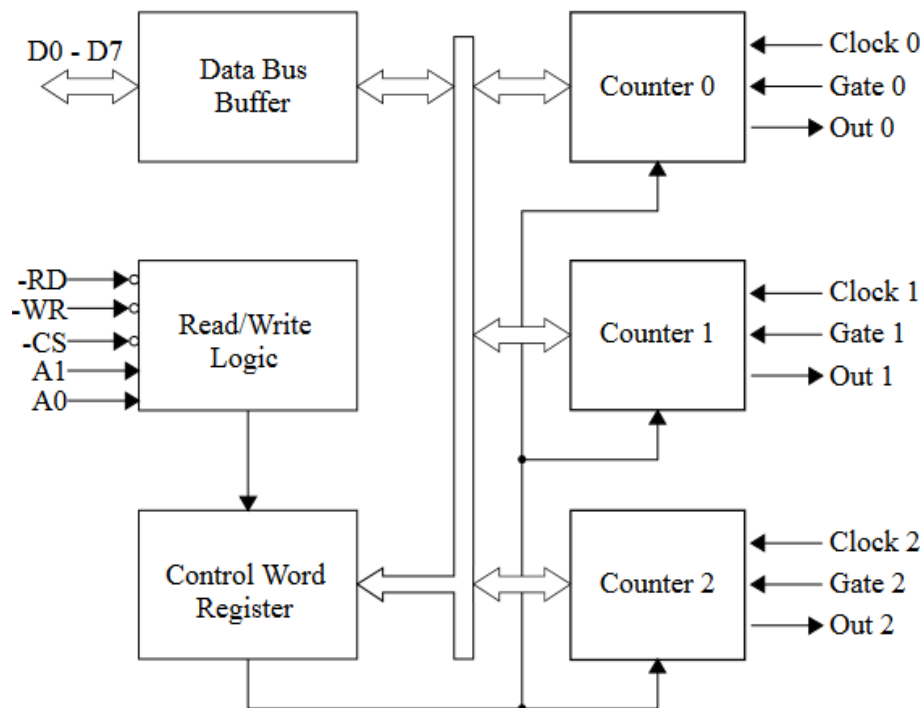 D0 - D7
Data Bus
Buffer
Counter 0
Clock 0
Gate 0
Out 0
-RD
-WR
-CS
A1
A0
Read/Write
Logic
Counter 1
Clock 1
Gate 1
Out 1
Control Word
Register
Counter 2
Clock 2
Gate 2
Out 2